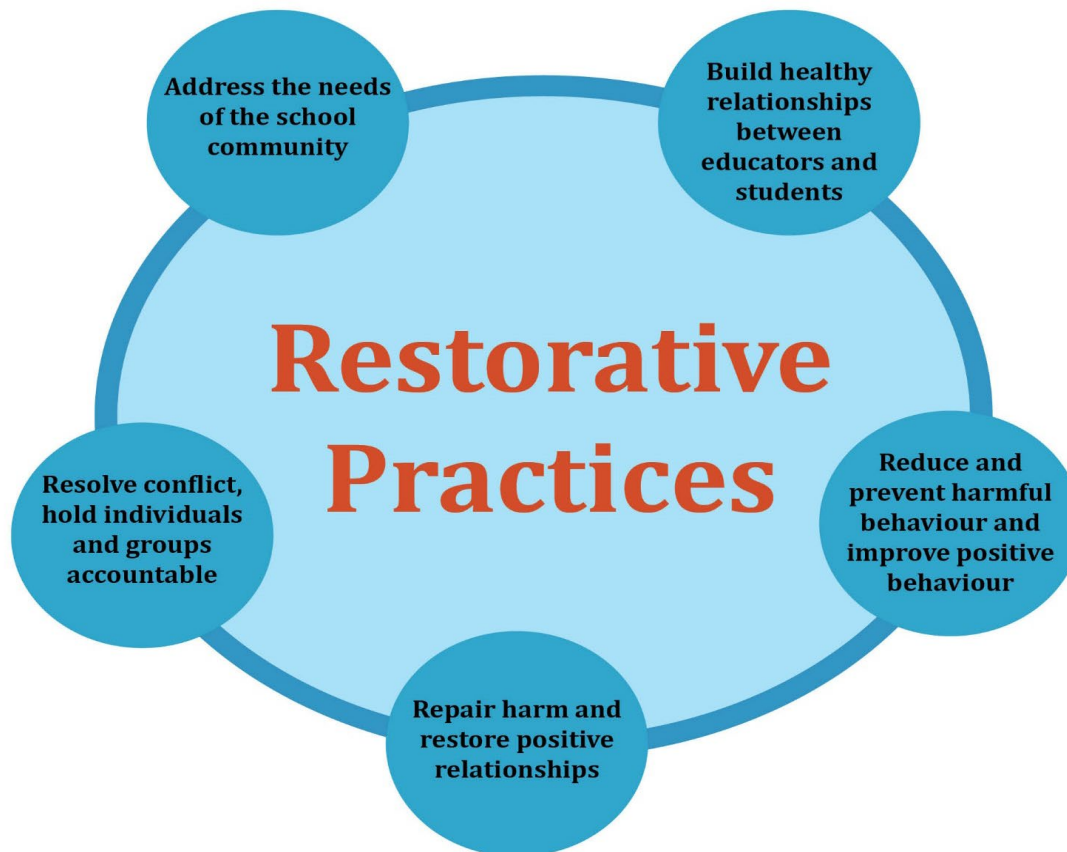 Address the needs
of the school
community
Build healthy
relationships
between
educators and
students
Restorative
Practices
Resolve conflict,
hold individuals
and groups
accountable
Reduce and
prevent harmful
behaviour and
improve positive
behaviour
Repair harm and
restore positive
relationships